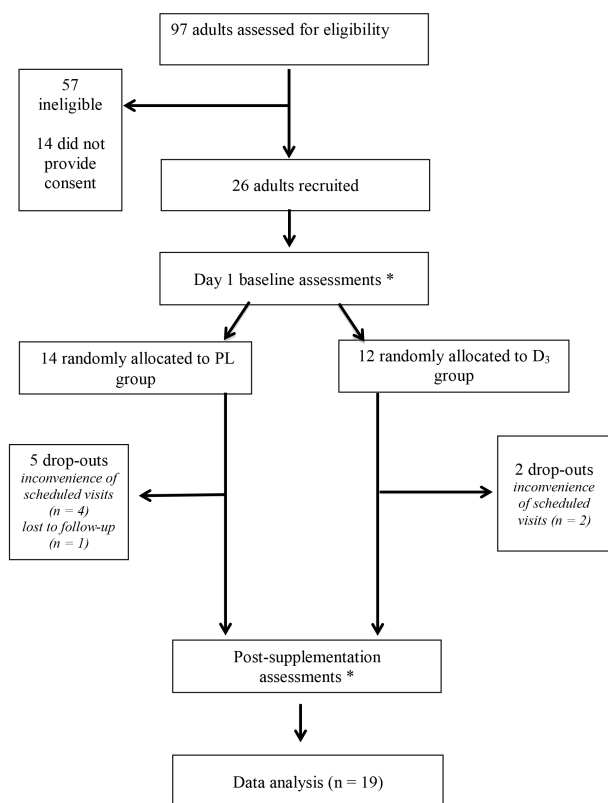 97 adults assessed for eligibility
57
ineligible
14 did not
provide
consent
26 adults recruited
Day 1 baseline assessments *
14 randomly allocated to PL
group
12 randomly allocated to D₃
group
5 drop-outs
inconvenience of
scheduled visits
(n = 4)
lost to follow-up
(n = 1)
2 drop-outs
inconvenience
of scheduled
visits (n = 2)
Post-supplementation
assessments *
Data analysis (n = 19)